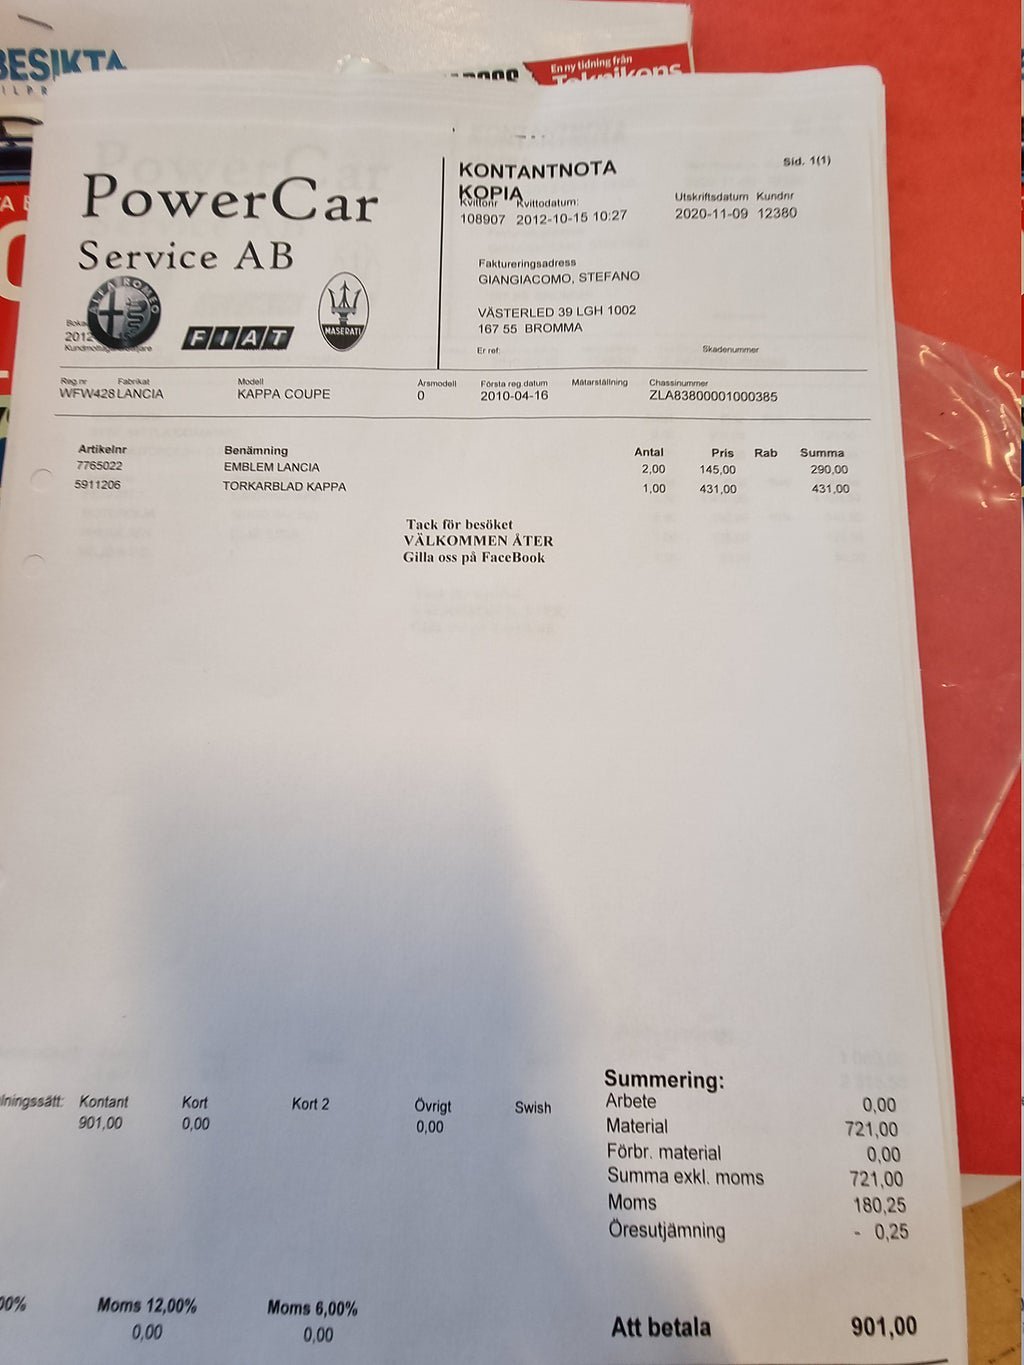 BESIKTA
En ny tidning från
Teknikens
PowerCar
Service AB
ALFA ROMEO
FIAT
MASERATI
2012
KONTANTNOTA
KOPIA
Sid. 1(1)
Kvittonr Kvittodatum:
108907 2012-10-15 10:27
Utskriftsdatum Kundnr
2020-11-09 12380
Faktureringsadress
GIANGIACOMO, STEFANO
VÄSTERLED 39 LGH 1002
167 55 BROMMA
Er ref:
Skadenummer
Reg.nr Fabrikat Modell Årsmodell Första reg.datum Mätarställning Chassinummer
WFW428 LANCIA KAPPA COUPE 0 2010-04-16 ZLA83800001000385
Artikelnr Benämning Antal Pris Rab Summa
7765022 EMBLEM LANCIA 2,00 145,00 290,00
5911206 TORKARBLAD KAPPA 1,00 431,00 431,00
Tack för besöket
VÄLKOMMEN ÅTER
Gilla oss på FaceBook
lningssätt: Kontant Kort Kort 2 Övrigt Swish
901,00 0,00 0,00
Summering:
Arbete 0,00
Material 721,00
Förbr. material 0,00
Summa exkl. moms 721,00
Moms 180,25
Öresutjämning - 0,25
00% Moms 12,00% Moms 6,00%
0,00 0,00
Att betala 901,00